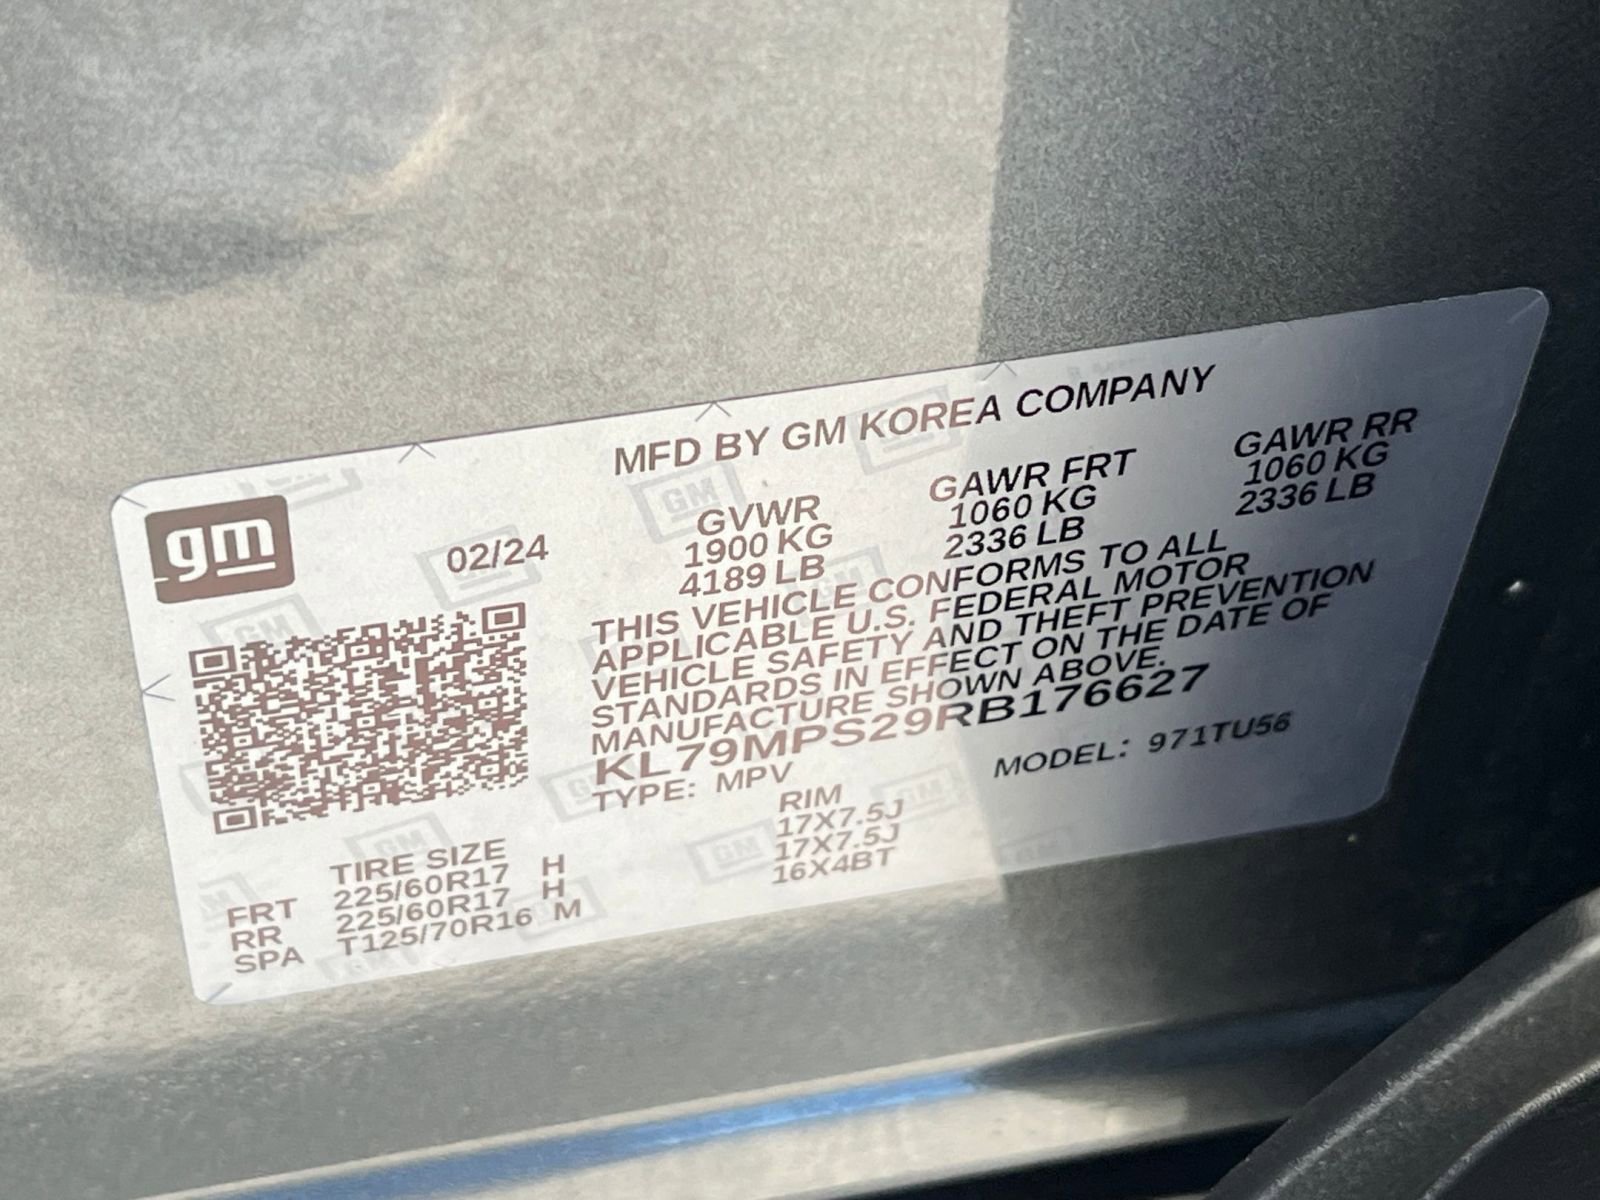 MFD BY GM KOREA COMPANY
gm
02/24
GVWR GAWR FRT GAWR RR
1900 KG 1060 KG 1060 KG
4189 LB 2336 LB 2336 LB
THIS VEHICLE CONFORMS TO ALL
APPLICABLE U.S. FEDERAL MOTOR
VEHICLE SAFETY AND THEFT PREVENTION
STANDARDS IN EFFECT ON THE DATE OF
MANUFACTURE SHOWN ABOVE.
KL79MPS29RB176627
TYPE: MPV MODEL: 971TU56
TIRE SIZE RIM
FRT 225/60R17 H 17X7.5J
RR 225/60R17 H 17X7.5J
SPA T125/70R16 M 16X4BT